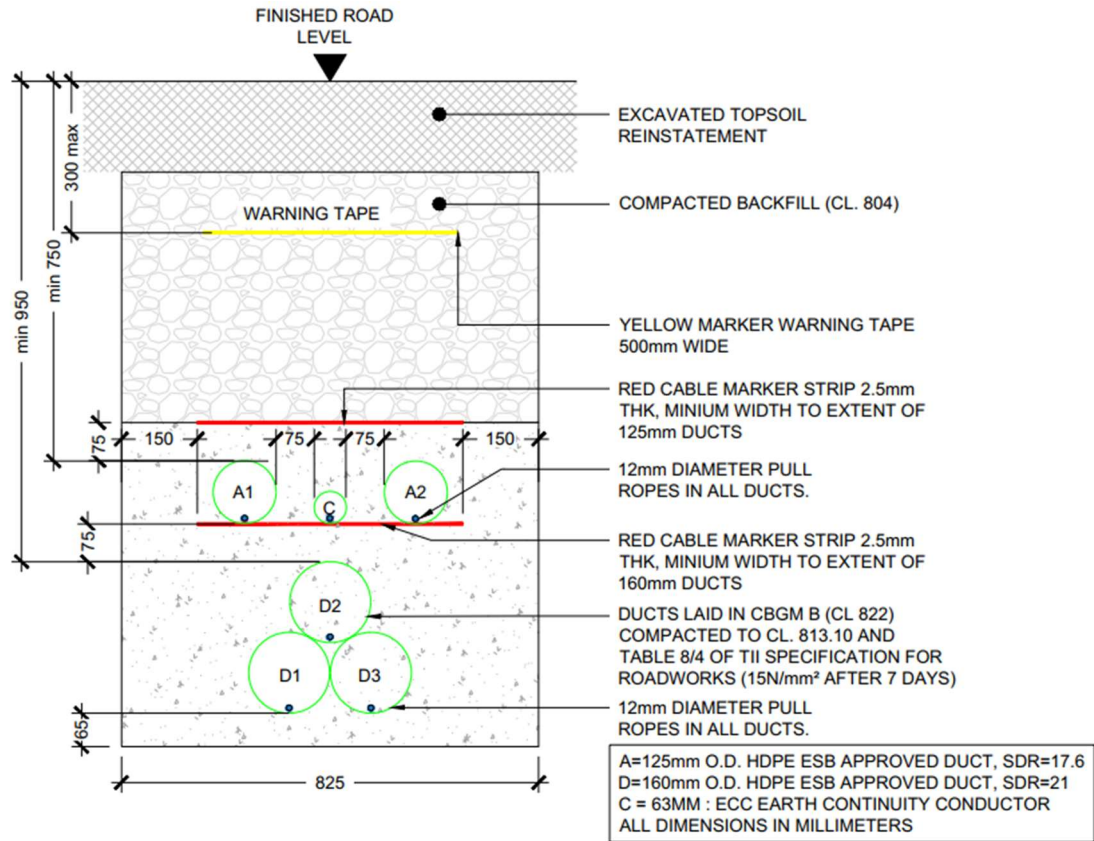 FINISHED ROAD
LEVEL
300 max
min 750
min 950
EXCAVATED TOPSOIL
REINSTATEMENT
COMPACTED BACKFILL (CL. 804)
WARNING TAPE
YELLOW MARKER WARNING TAPE
500mm WIDE
RED CABLE MARKER STRIP 2.5mm
THK, MINIUM WIDTH TO EXTENT OF
125mm DUCTS
75
150
75
75
150
12mm DIAMETER PULL
ROPES IN ALL DUCTS.
A1
C
A2
75
RED CABLE MARKER STRIP 2.5mm
THK, MINIUM WIDTH TO EXTENT OF
160mm DUCTS
D2
D1
D3
DUCTS LAID IN CBGM B (CL 822)
COMPACTED TO CL. 813.10 AND
TABLE 8/4 OF TII SPECIFICATION FOR
ROADWORKS (15N/mm² AFTER 7 DAYS)
12mm DIAMETER PULL
ROPES IN ALL DUCTS.
65
825
A=125mm O.D. HDPE ESB APPROVED DUCT, SDR=17.6
D=160mm O.D. HDPE ESB APPROVED DUCT, SDR=21
C = 63MM : ECC EARTH CONTINUITY CONDUCTOR
ALL DIMENSIONS IN MILLIMETERS